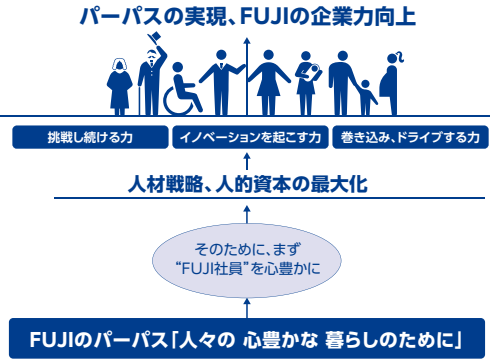 パーパスの実現、FUJIの企業力向上
挑戦し続ける力
イノベーションを起こす力
巻き込み、ドライブする力
人材戦略、人的資本の最大化
そのために、まず
“FUJI社員”を心豊かに
FUJIのパーパス「人々の 心豊かな 暮らしのために」